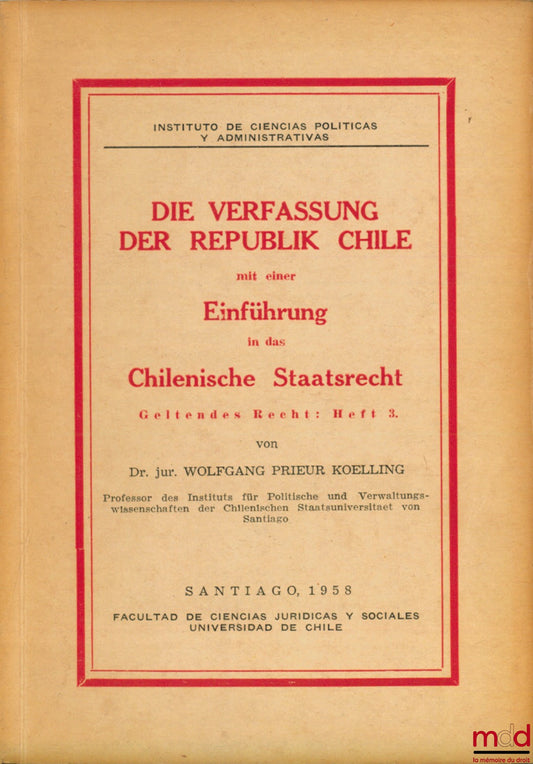 INSTITUTO DE CIENCIAS POLITICAS
Y ADMINISTRATIVAS
DIE VERFASSUNG
DER REPUBLIK CHILE
mit einer
Einführung
in das
Chilenische Staatsrecht
Geltendes Recht: Heft 3.
von
Dr. jur. WOLFGANG PRIEUR KOELLING
Professor des Instituts für Politische und Verwaltungs-
wissenschaften der Chilenischen Staatsuniversitaet von
Santiago
SANTIAGO, 1958
FACULTAD DE CIENCIAS JURIDICAS Y SOCIALES
UNIVERSIDAD DE CHILE
mdd
la mémoire du droit